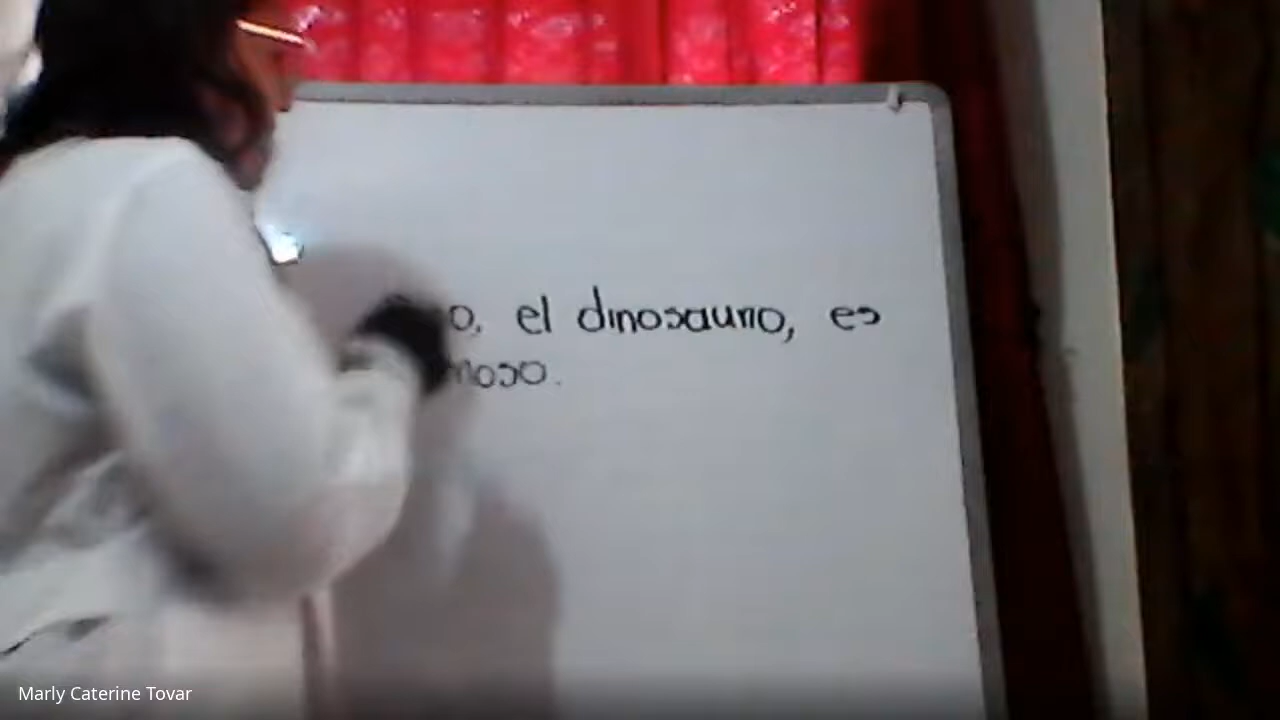 o, el dinosaurio, es
moso.
Marly Caterine Tovar